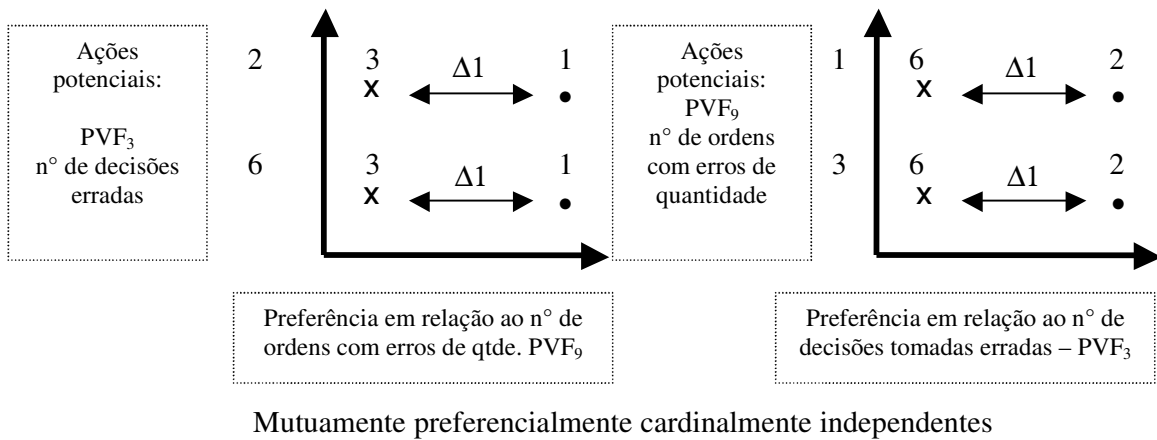 Ações
potenciais:
PVF₃
n° de decisões
erradas
2
3
Δ1
1
x
•
6
3
Δ1
1
x
•
Preferência em relação ao n° de
ordens com erros de qtde. PVF₉
Ações
potenciais:
PVF₉
n° de ordens
com erros de
quantidade
1
6
Δ1
2
x
•
3
6
Δ1
2
x
•
Preferência em relação ao n° de
decisões tomadas erradas – PVF₃
Mutuamente preferencialmente cardinalmente independentes